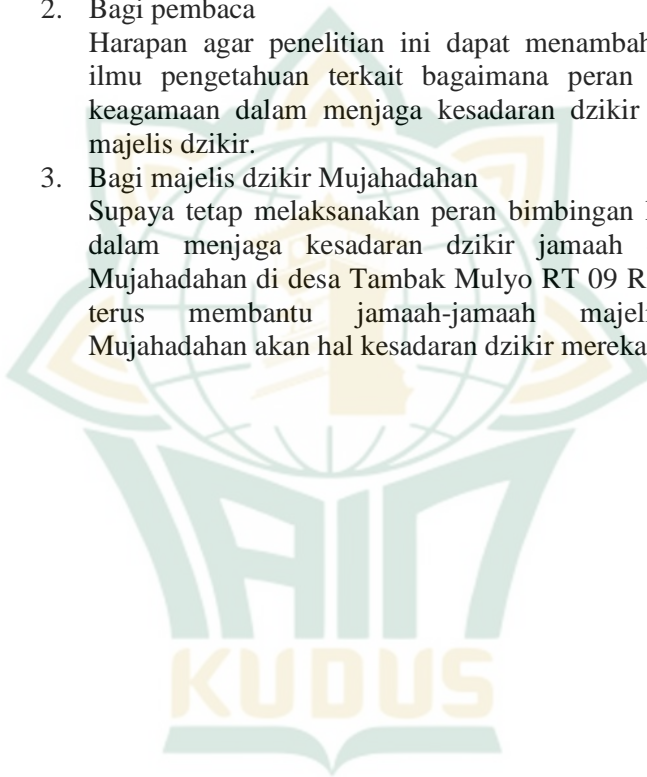 2. Bagi pembaca
Harapan agar penelitian ini dapat menambah
ilmu pengetahuan terkait bagaimana peran
keagamaan dalam menjaga kesadaran dzikir
majelis dzikir.
3. Bagi majelis dzikir Mujahadahan
Supaya tetap melaksanakan peran bimbingan
dalam menjaga kesadaran dzikir jamaah
Mujahadahan di desa Tambak Mulyo RT 09
terus membantu jamaah-jamaah
Mujahadahan akan hal kesadaran dzikir mereka
IAIN
KUDUS